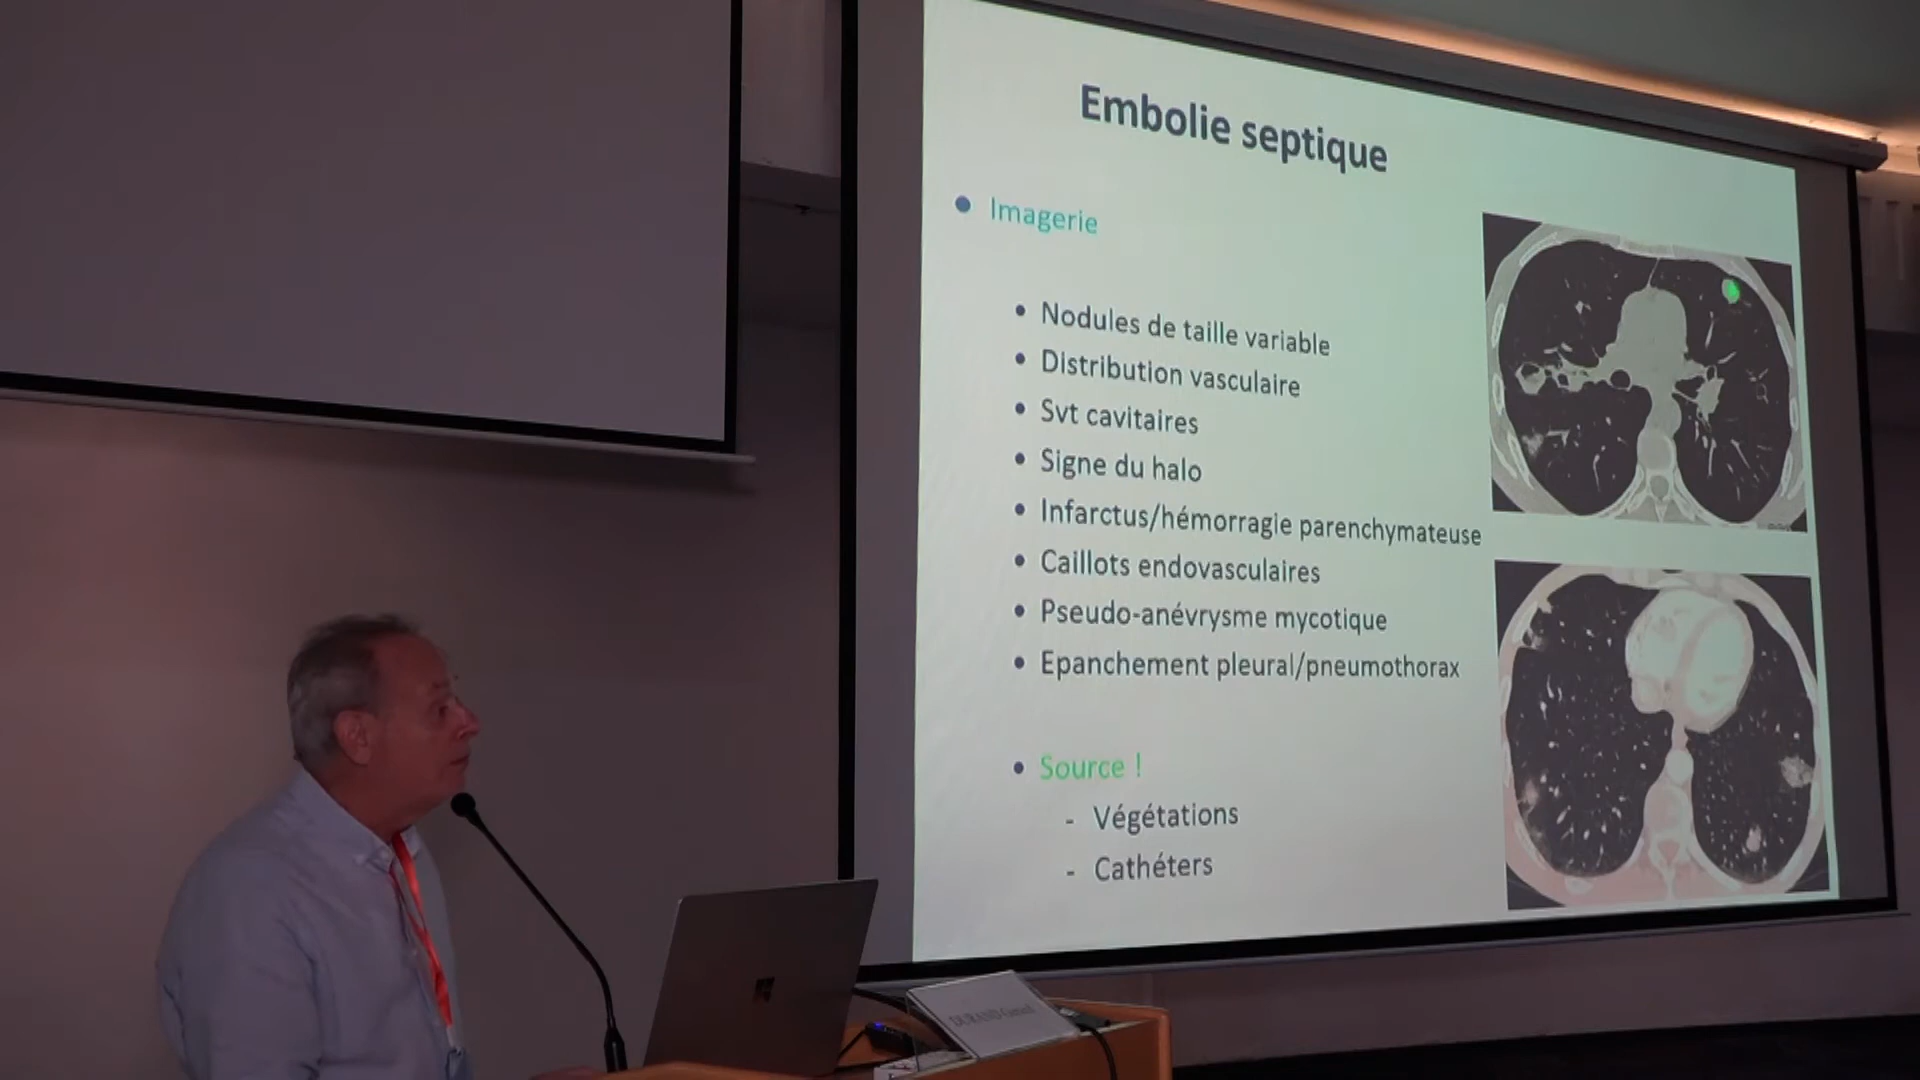 Embolie septique
Imagerie
Nodules de taille variable
Distribution vasculaire
Svt cavitaires
Signe du halo
Infarctus/hémorragie parenchymateuse
Caillots endovasculaires
Pseudo-anévrysme mycotique
Epanchement pleural/pneumothorax
Source !
- Végétations
- Cathéters
DURAND